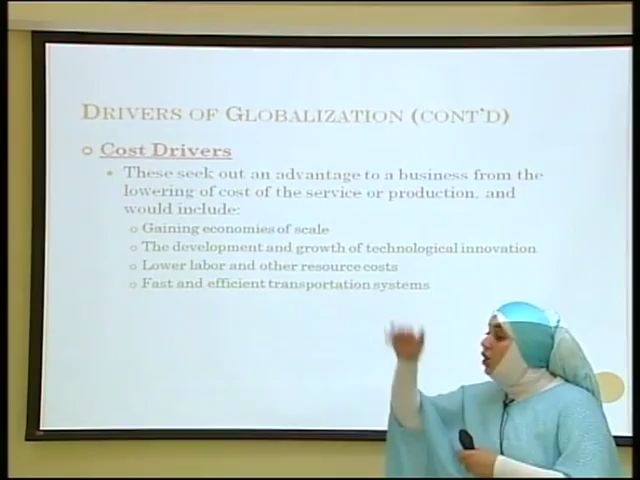 DRIVERS OF GLOBALIZATION (CONT'D)
Cost Drivers
These seek out an advantage to a business from the
lowering of cost of the service or production, and
would include:
Gaining economies of scale
The development and growth of technological innovation
Lower labor and other resource costs
Fast and efficient transportation systems